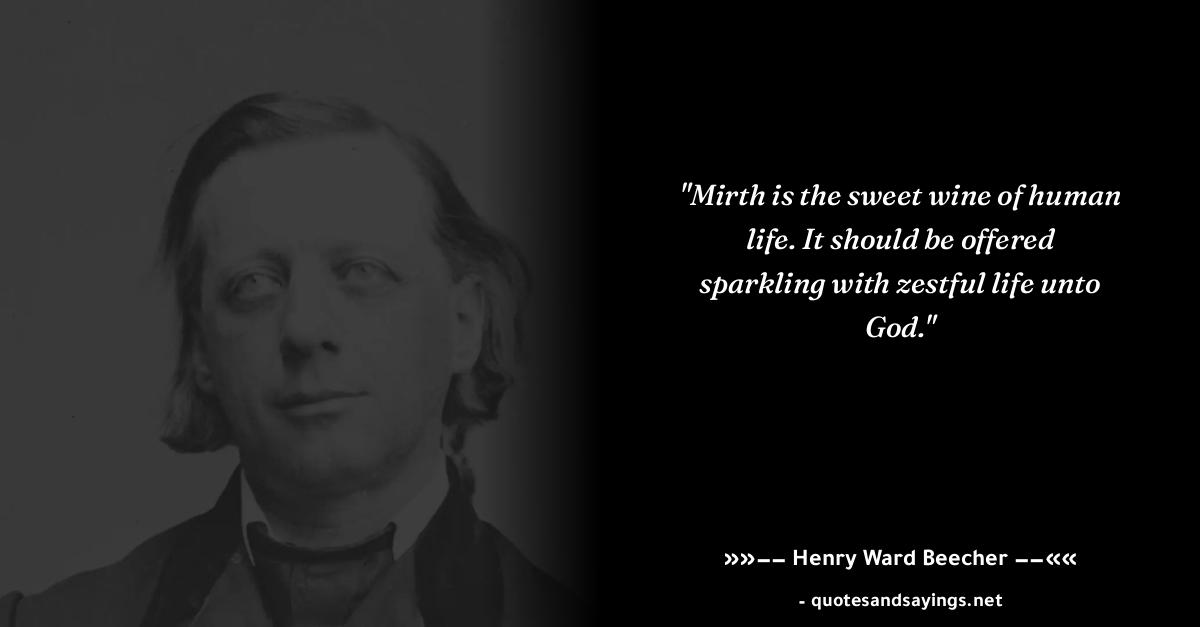 "Mirth is the sweet wine of human
life. It should be offered
sparkling with zestful life unto
God."
»»–– Henry Ward Beecher ––««
- quotesandsayings.net